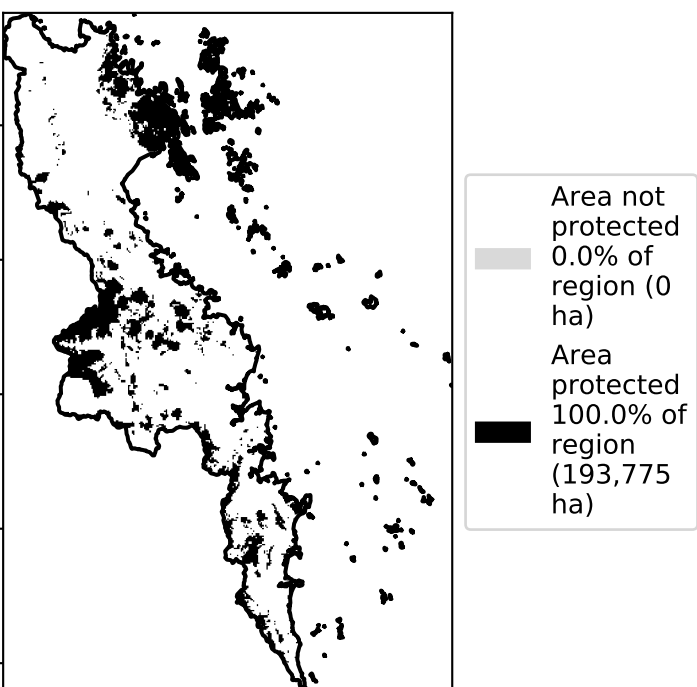 Area not
protected
0.0% of
region (0
ha)
Area
protected
100.0% of
region
(193,775
ha)